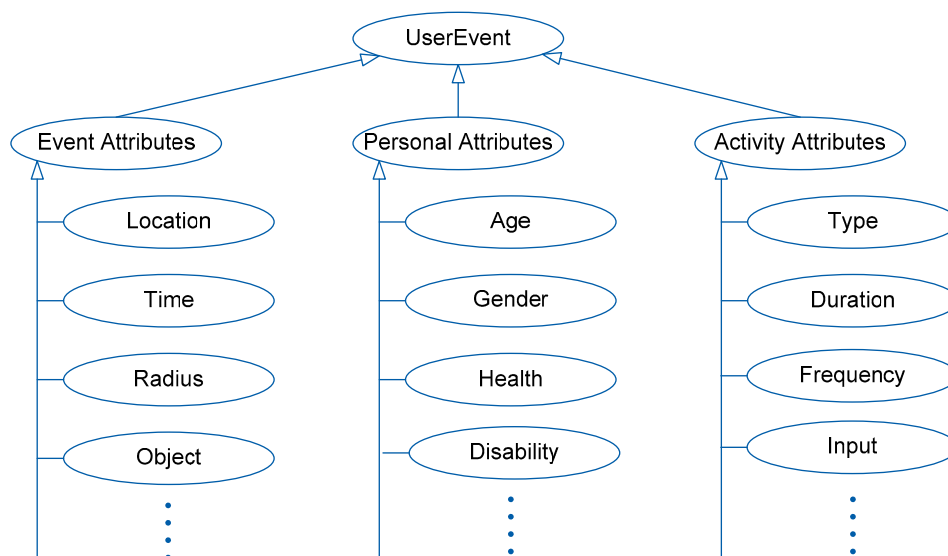 UserEvent
Event Attributes
Personal Attributes
Activity Attributes
Location
Age
Type
Time
Gender
Duration
Radius
Health
Frequency
Object
Disability
Input